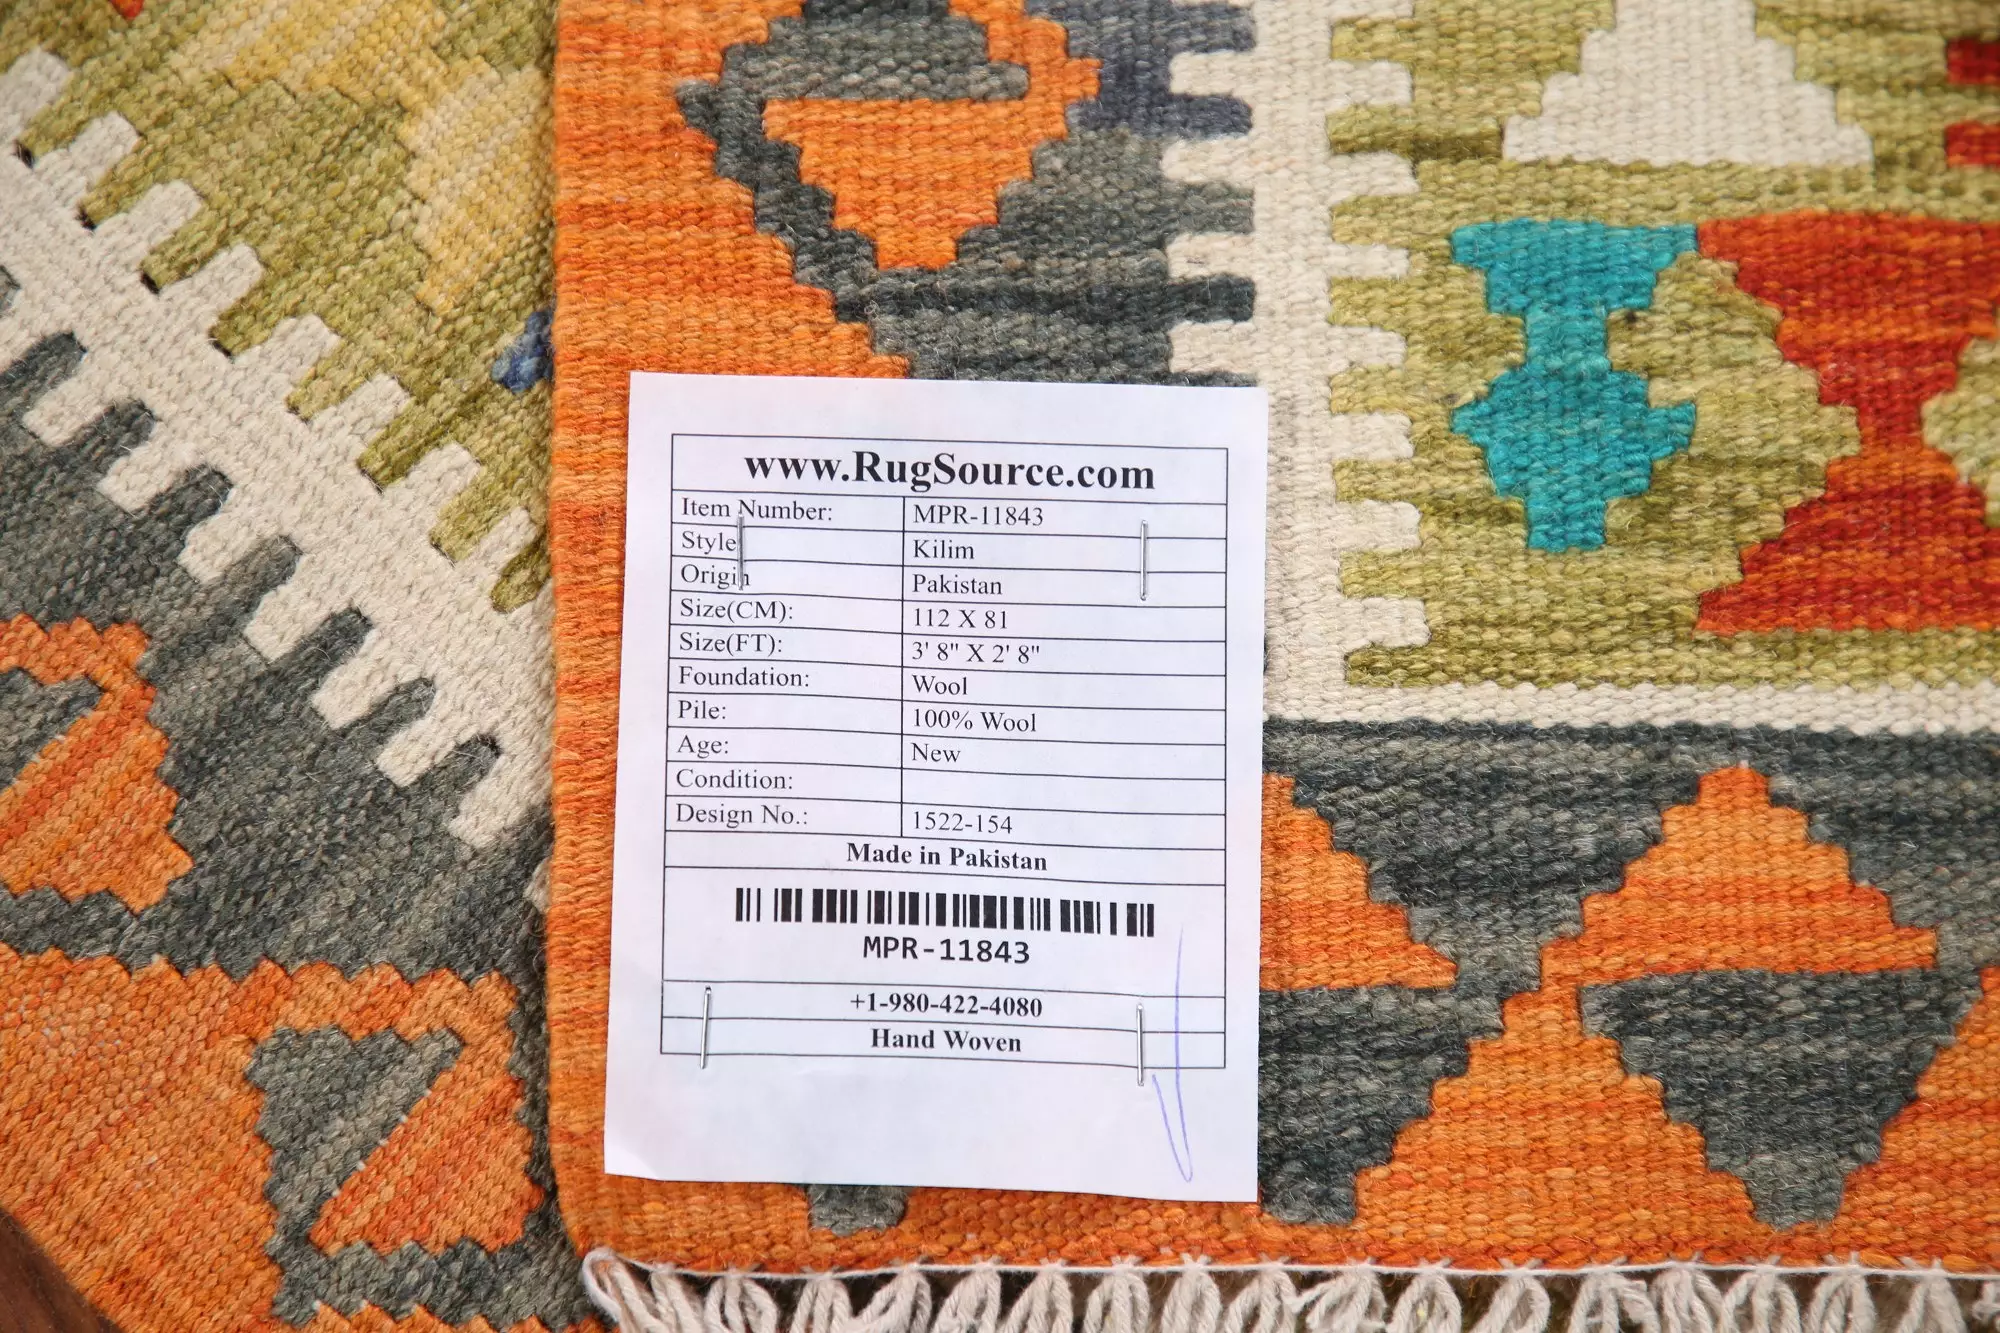 www.RugSource.com
Item Number: MPR-11843
Style Kilim
Origin Pakistan
Size(CM): 112 X 81
Size(FT): 3' 8" X 2' 8"
Foundation: Wool
Pile: 100% Wool
Age: New
Condition:
Design No.: 1522-154
Made in Pakistan
MPR-11843
+1-980-422-4080
Hand Woven